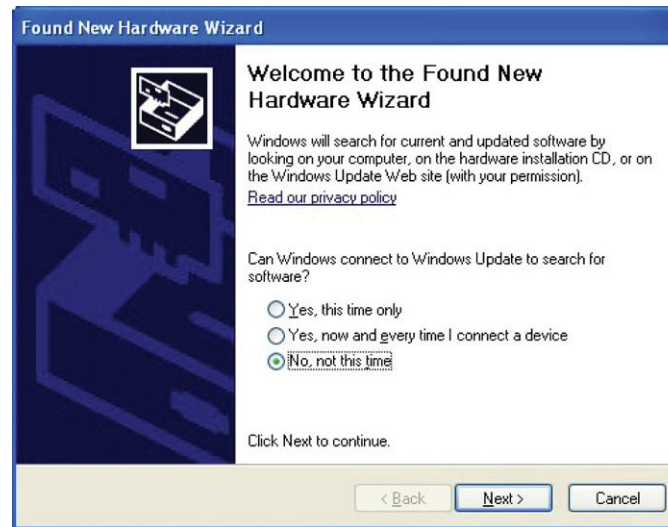 Found New Hardware Wizard
Welcome to the Found New
Hardware Wizard
Windows will search for current and updated software by
looking on your computer, on the hardware installation CD, or on
the Windows Update Web site (with your permission).
Read our privacy policy
Can Windows connect to Windows Update to search for
software?
Yes, this time only
Yes, now and every time I connect a device
No, not this time
Click Next to continue.
< Back Next > Cancel